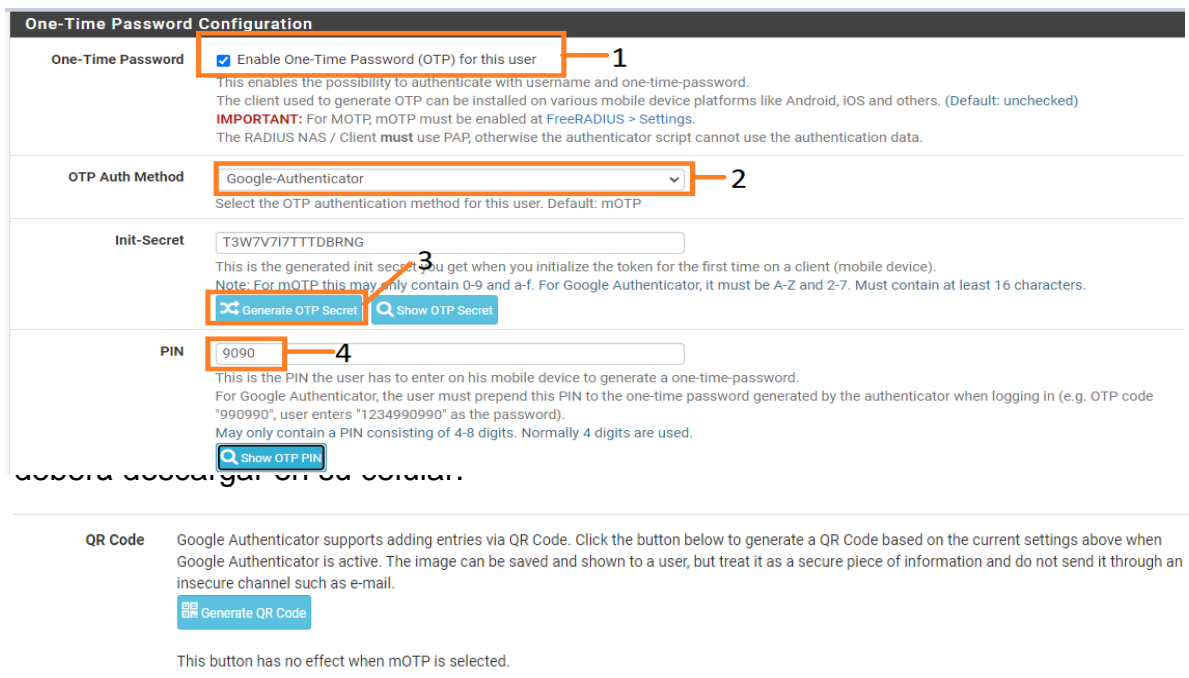 One-Time Password Configuration
One-Time Password
Enable One-Time Password (OTP) for this user
1
This enables the possibility to authenticate with username and one-time-password.
The client used to generate OTP can be installed on various mobile device platforms like Android, iOS and others. (Default: unchecked)
IMPORTANT: For MOTP, mOTP must be enabled at FreeRADIUS > Settings.
The RADIUS NAS / Client must use PAP, otherwise the authenticator script cannot use the authentication data.
OTP Auth Method
Google-Authenticator
2
Select the OTP authentication method for this user. Default: mOTP
Init-Secret
T3W7V7I7TTTDBRNG
3
This is the generated init secret you get when you initialize the token for the first time on a client (mobile device).
Note: For mOTP this may only contain 0-9 and a-f. For Google Authenticator, it must be A-Z and 2-7. Must contain at least 16 characters.
Generate OTP Secret Show OTP Secret
PIN
9090
4
This is the PIN the user has to enter on his mobile device to generate a one-time-password.
For Google Authenticator, the user must prepend this PIN to the one-time password generated by the authenticator when logging in (e.g. OTP code
"990990", user enters "1234990990" as the password).
May only contain a PIN consisting of 4-8 digits. Normally 4 digits are used.
Show OTP PIN
descargar en su celular.
QR Code
Google Authenticator supports adding entries via QR Code. Click the button below to generate a QR Code based on the current settings above when
Google Authenticator is active. The image can be saved and shown to a user, but treat it as a secure piece of information and do not send it through an
insecure channel such as e-mail.
Generate QR Code
This button has no effect when mOTP is selected.